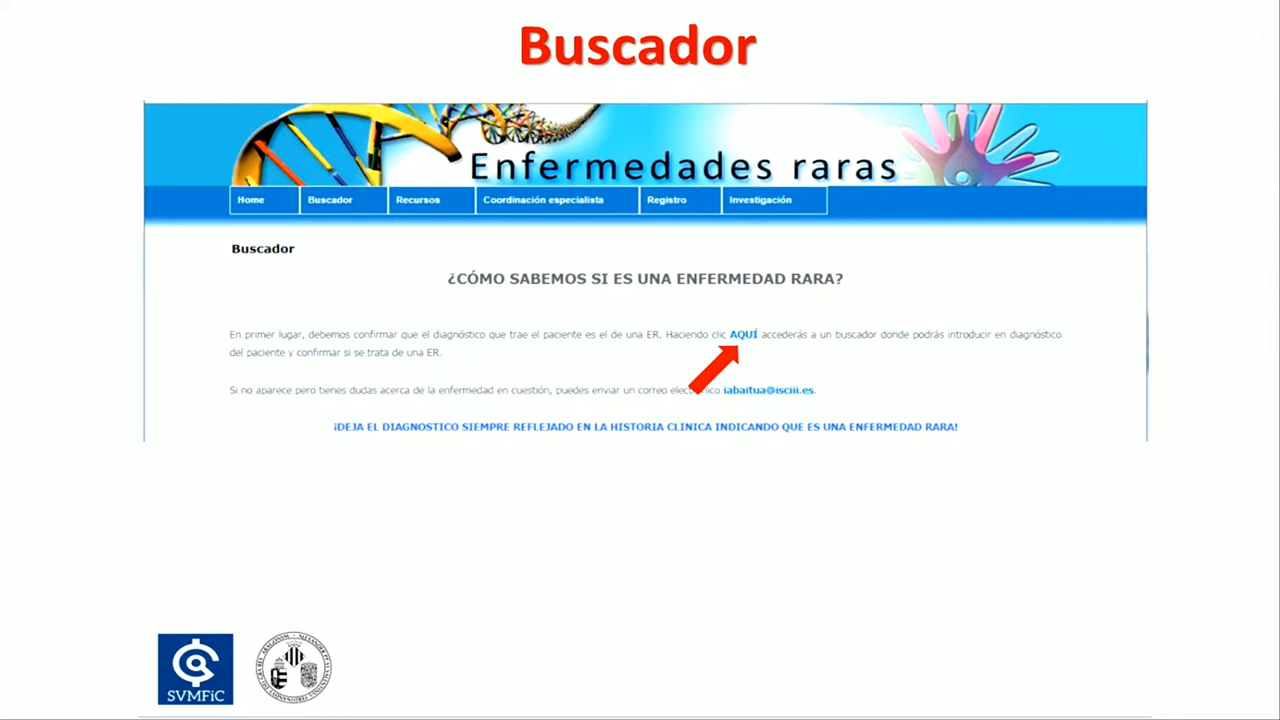 Buscador
Enfermedades raras
Home Buscador Recursos Coordinación especialista Registro Investigación
Buscador
¿CÓMO SABEMOS SI ES UNA ENFERMEDAD RARA?
En primer lugar, debemos confirmar que el diagnóstico que trae el paciente es el de una ER. Haciendo clic AQUÍ accederás a un buscador donde podrás introducir en diagnóstico
del paciente y confirmar si se trata de una ER.
Si no aparece pero tienes dudas acerca de la enfermedad en cuestión, puedes enviar un correo electrónico iabaitua@isciii.es.
¡DEJA EL DIAGNOSTICO SIEMPRE REFLEJADO EN LA HISTORIA CLINICA INDICANDO QUE ES UNA ENFERMEDAD RARA!
SVMFiC